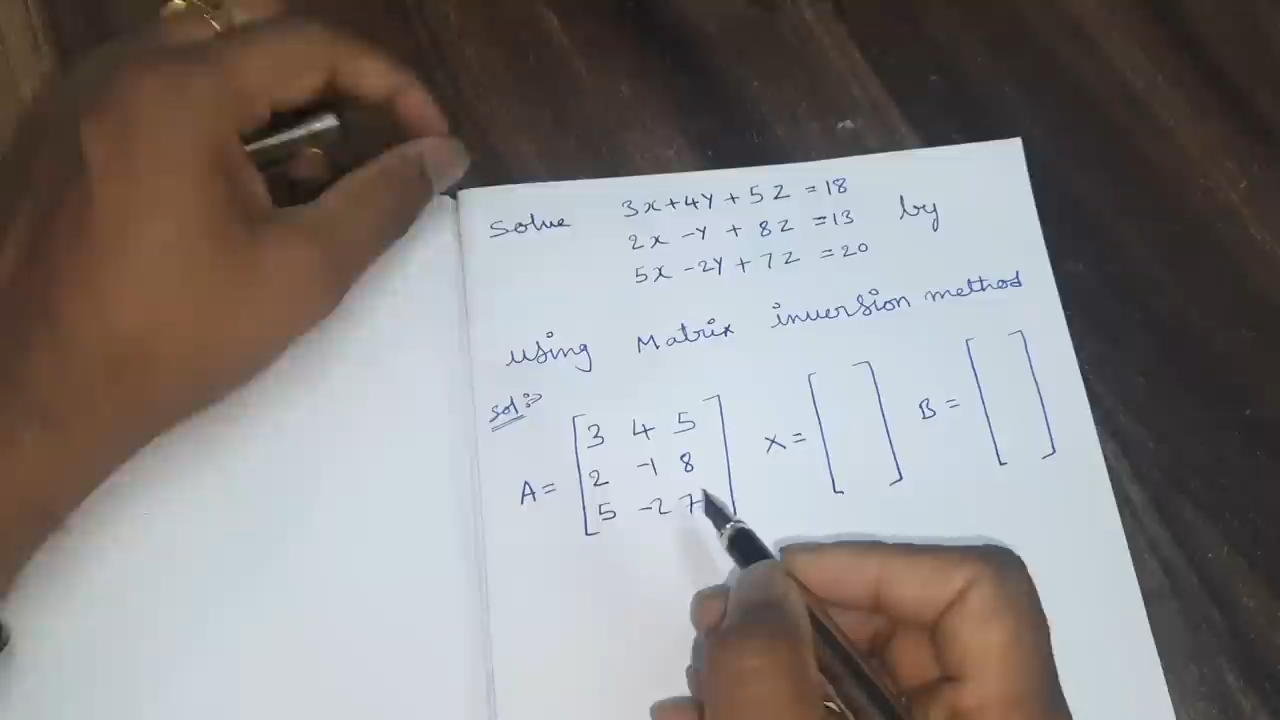 Solve 3x+4y+5z =18
2x -y + 8z =13 by
5x -2y + 7z =20
using Matrix inversion method
Sol:-
A = [3 4 5 X = [ ] B = [ ]
2 -1 8
5 -2 7]